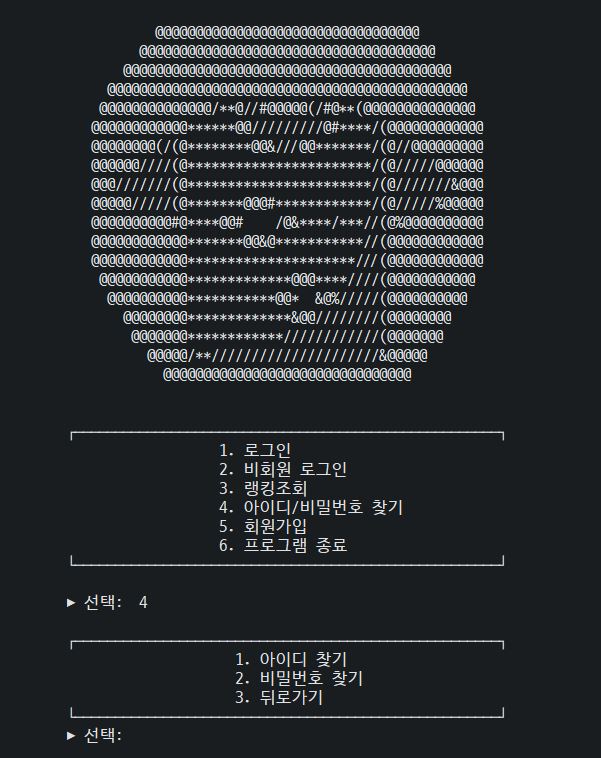 1. 로그인
2. 비회원 로그인
3. 랭킹조회
4. 아이디/비밀번호 찾기
5. 회원가입
6. 프로그램 종료
▶ 선택: 4
1. 아이디 찾기
2. 비밀번호 찾기
3. 뒤로가기
▶ 선택: